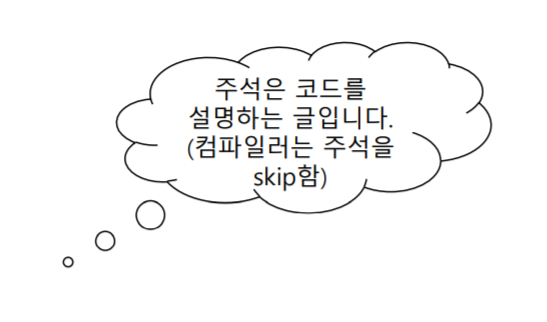 주석은 코드를
설명하는 글입니다.
(컴파일러는 주석을
skip함)